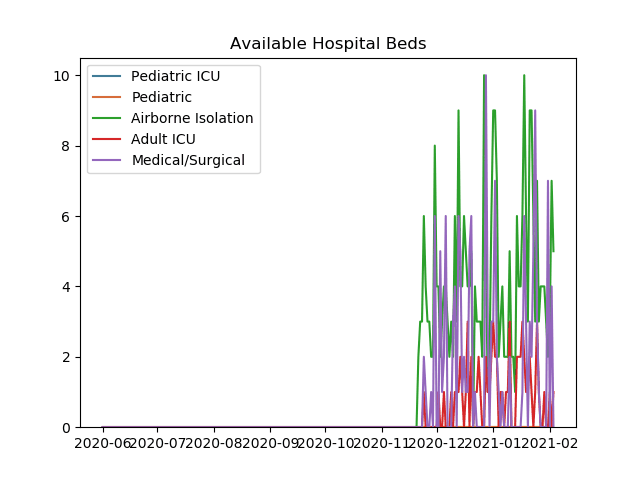 Available Hospital Beds
Pediatric ICU
Pediatric
Airborne Isolation
Adult ICU
Medical/Surgical
10
8
6
4
2
0
2020-06 2020-07 2020-08 2020-09 2020-10 2020-11 2020-12 2021-01 2021-02